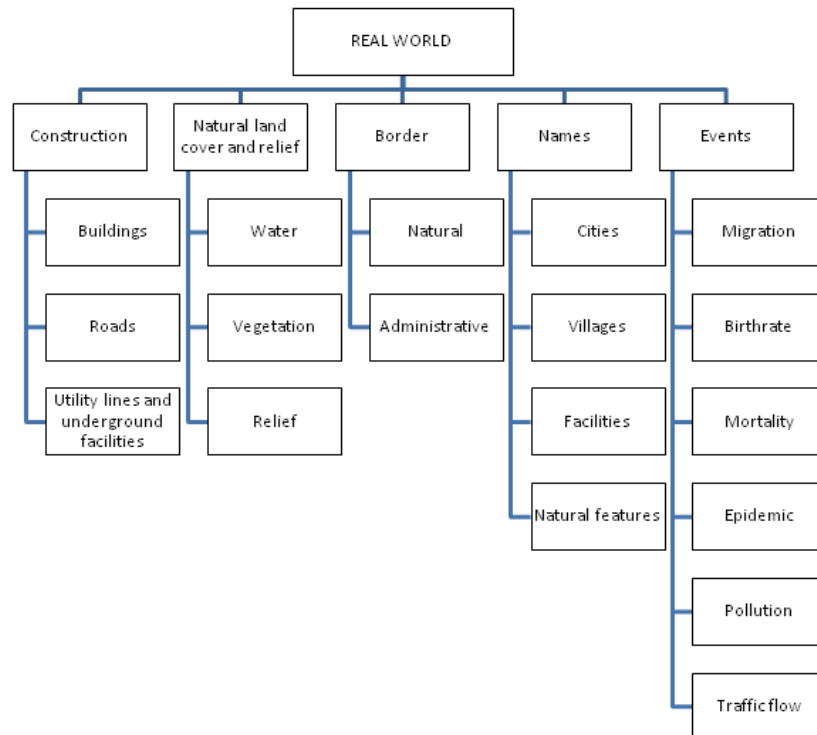 REAL WORLD
Construction
Natural land
cover and relief
Border
Names
Events
Buildings
Water
Natural
Cities
Migration
Roads
Vegetation
Administrative
Villages
Birthrate
Utility lines and
underground
facilities
Relief
Facilities
Mortality
Natural features
Epidemic
Pollution
Traffic flow